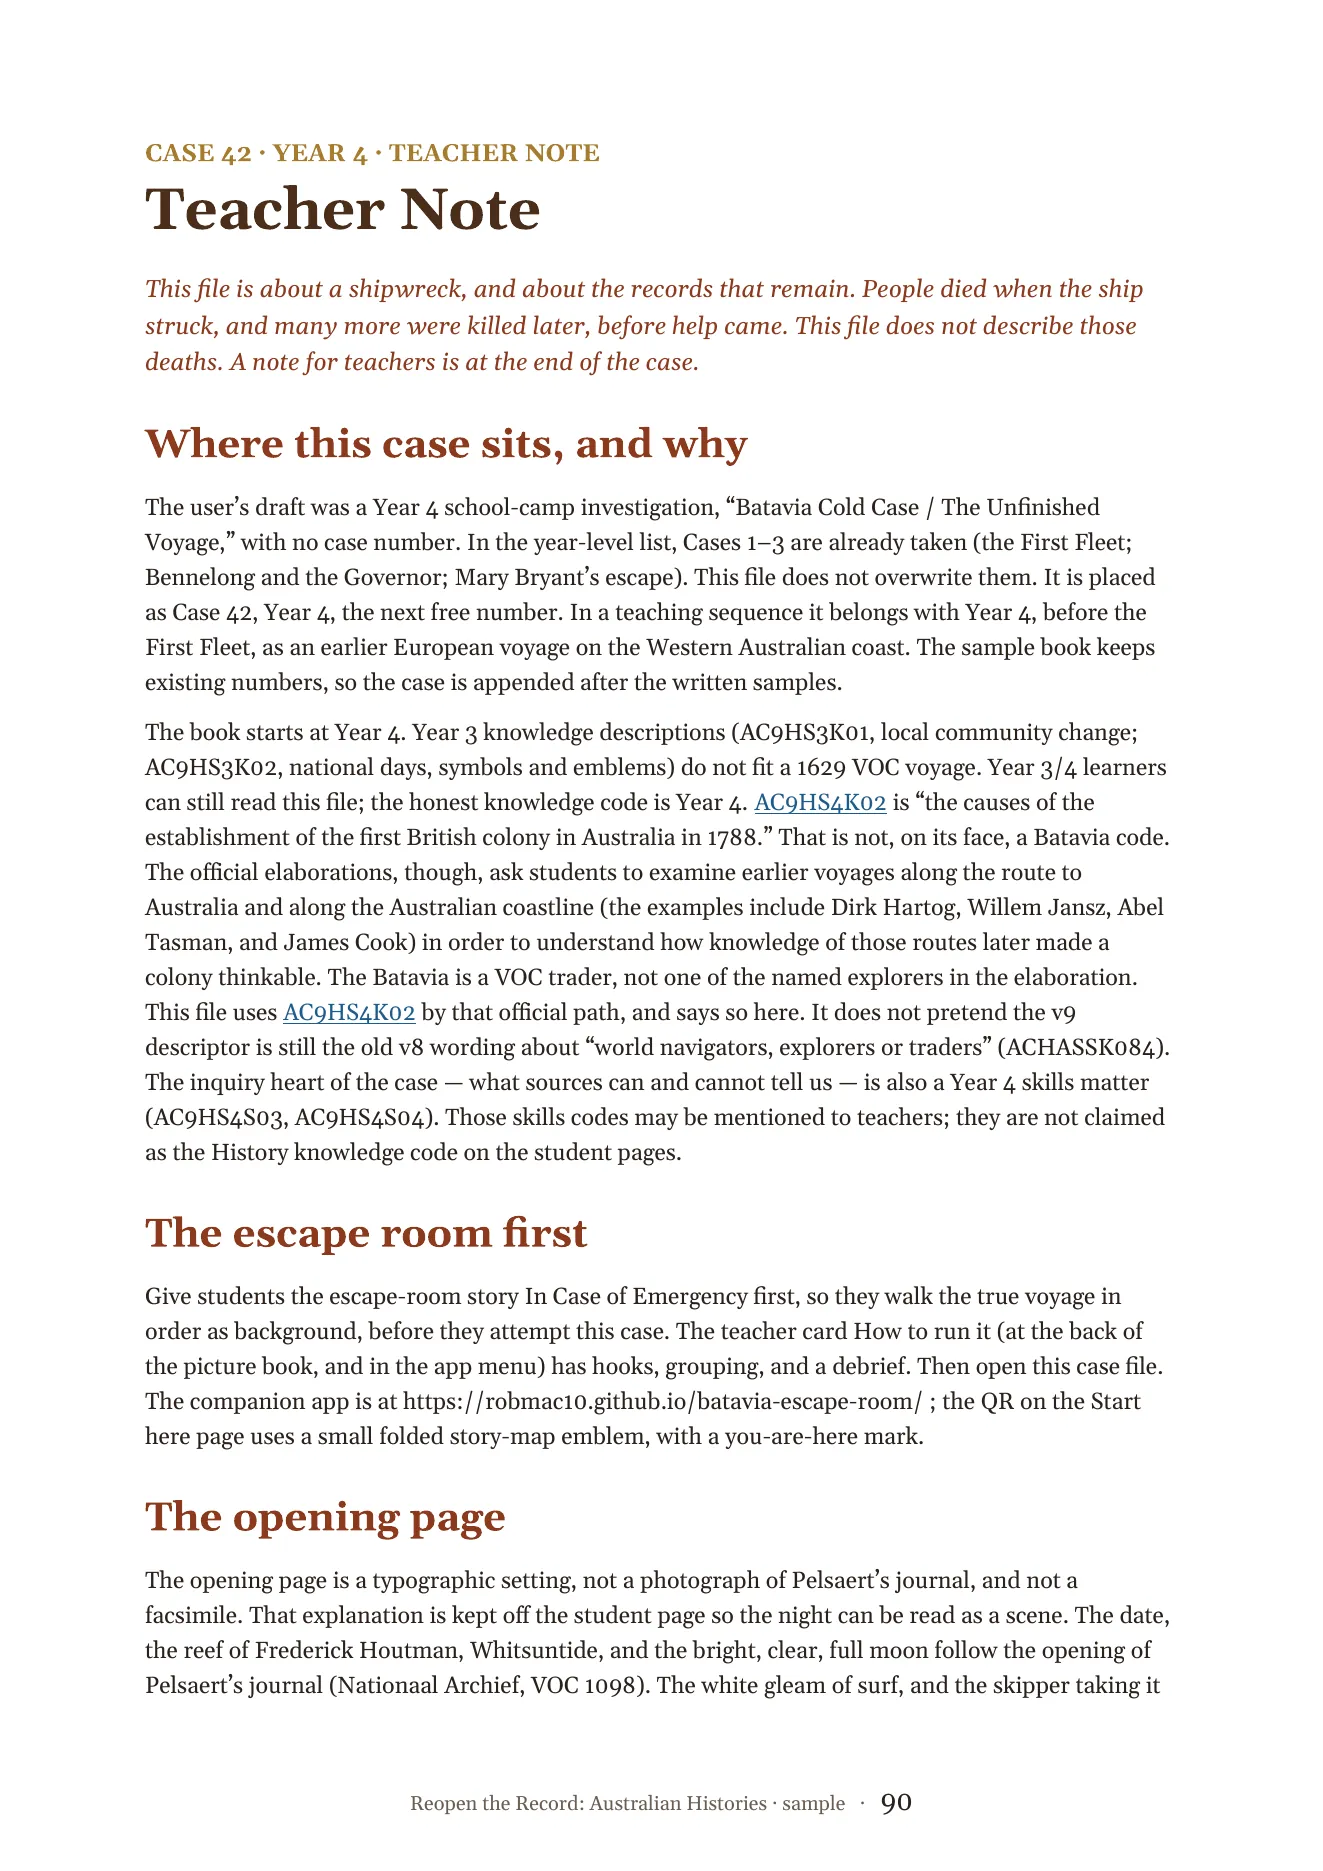 CASE 42 · YEAR 4 · TEACHER NOTE
Teacher Note
This file is about a shipwreck, and about the records that remain. People died when the ship
struck, and many more were killed later, before help came. This file does not describe those
deaths. A note for teachers is at the end of the case.
Where this case sits, and why
The user’s draft was a Year 4 school-camp investigation, “Batavia Cold Case / The Unfinished
Voyage,” with no case number. In the year-level list, Cases 1–3 are already taken (the First Fleet;
Bennelong and the Governor; Mary Bryant’s escape). This file does not overwrite them. It is placed
as Case 42, Year 4, the next free number. In a teaching sequence it belongs with Year 4, before the
First Fleet, as an earlier European voyage on the Western Australian coast. The sample book keeps
existing numbers, so the case is appended after the written samples.
The book starts at Year 4. Year 3 knowledge descriptions (AC9HS3K01, local community change;
AC9HS3K02, national days, symbols and emblems) do not fit a 1629 VOC voyage. Year 3/4 learners
can still read this file; the honest knowledge code is Year 4. AC9HS4K02 is “the causes of the
establishment of the first British colony in Australia in 1788.” That is not, on its face, a Batavia code.
The official elaborations, though, ask students to examine earlier voyages along the route to
Australia and along the Australian coastline (the examples include Dirk Hartog, Willem Jansz, Abel
Tasman, and James Cook) in order to understand how knowledge of those routes later made a
colony thinkable. The Batavia is a VOC trader, not one of the named explorers in the elaboration.
This file uses AC9HS4K02 by that official path, and says so here. It does not pretend the v9
descriptor is still the old v8 wording about “world navigators, explorers or traders” (ACHASSK084).
The inquiry heart of the case — what sources can and cannot tell us — is also a Year 4 skills matter
(AC9HS4S03, AC9HS4S04). Those skills codes may be mentioned to teachers; they are not claimed
as the History knowledge code on the student pages.
The escape room first
Give students the escape-room story In Case of Emergency first, so they walk the true voyage in
order as background, before they attempt this case. The teacher card How to run it (at the back of
the picture book, and in the app menu) has hooks, grouping, and a debrief. Then open this case file.
The companion app is at https://robmac10.github.io/batavia-escape-room/ ; the QR on the Start
here page uses a small folded story-map emblem, with a you-are-here mark.
The opening page
The opening page is a typographic setting, not a photograph of Pelsaert’s journal, and not a
facsimile. That explanation is kept off the student page so the night can be read as a scene. The date,
the reef of Frederick Houtman, Whitsuntide, and the bright, clear, full moon follow the opening of
Pelsaert’s journal (Nationaal Archief, VOC 1098). The white gleam of surf, and the skipper taking it
Reopen the Record: Australian Histories · sample · 90